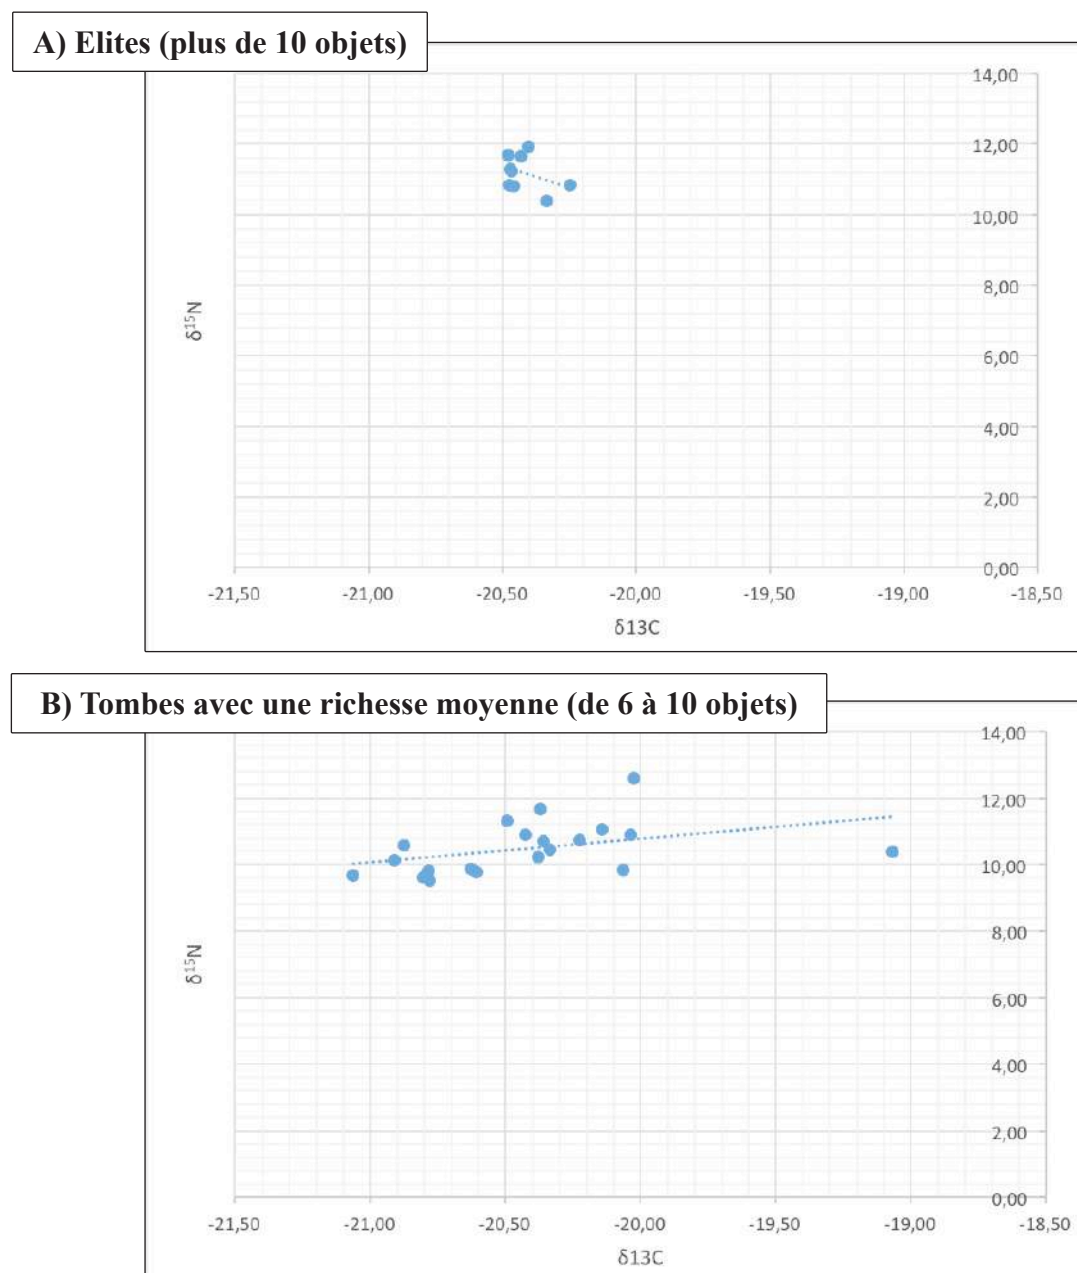 A) Elites (plus de 10 objets)
14,00
12,00
10,00
8,00
6,00
4,00
2,00
0,00
δ¹⁵N
-21,50 -21,00 -20,50 -20,00 -19,50 -19,00 -18,50
δ13C
B) Tombes avec une richesse moyenne (de 6 à 10 objets)
14,00
12,00
10,00
8,00
6,00
4,00
2,00
0,00
δ¹⁵N
-21,50 -21,00 -20,50 -20,00 -19,50 -19,00 -18,50
δ13C